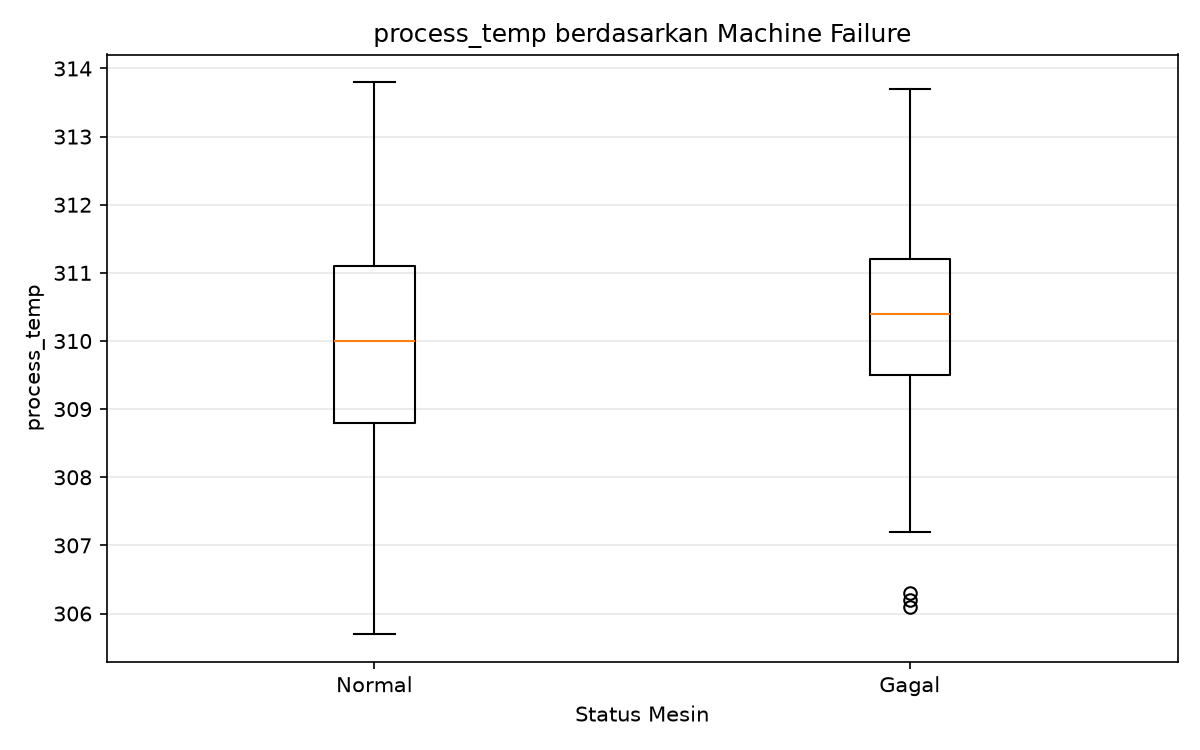 process_temp berdasarkan Machine Failure
process_temp
314
313
312
311
310
309
308
307
306
Normal
Gagal
Status Mesin